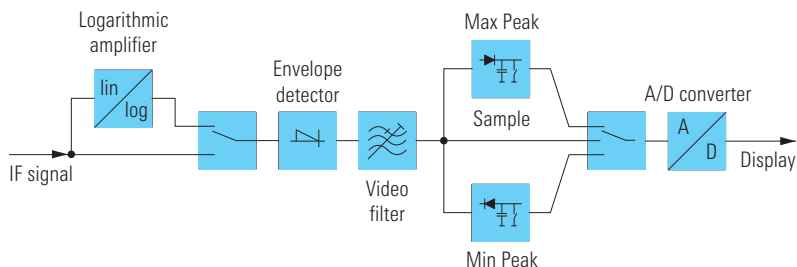 Logarithmic
amplifier
lin
log
IF signal
Envelope
detector
Video
filter
Max Peak
Sample
Min Peak
A/D converter
A
D
Display